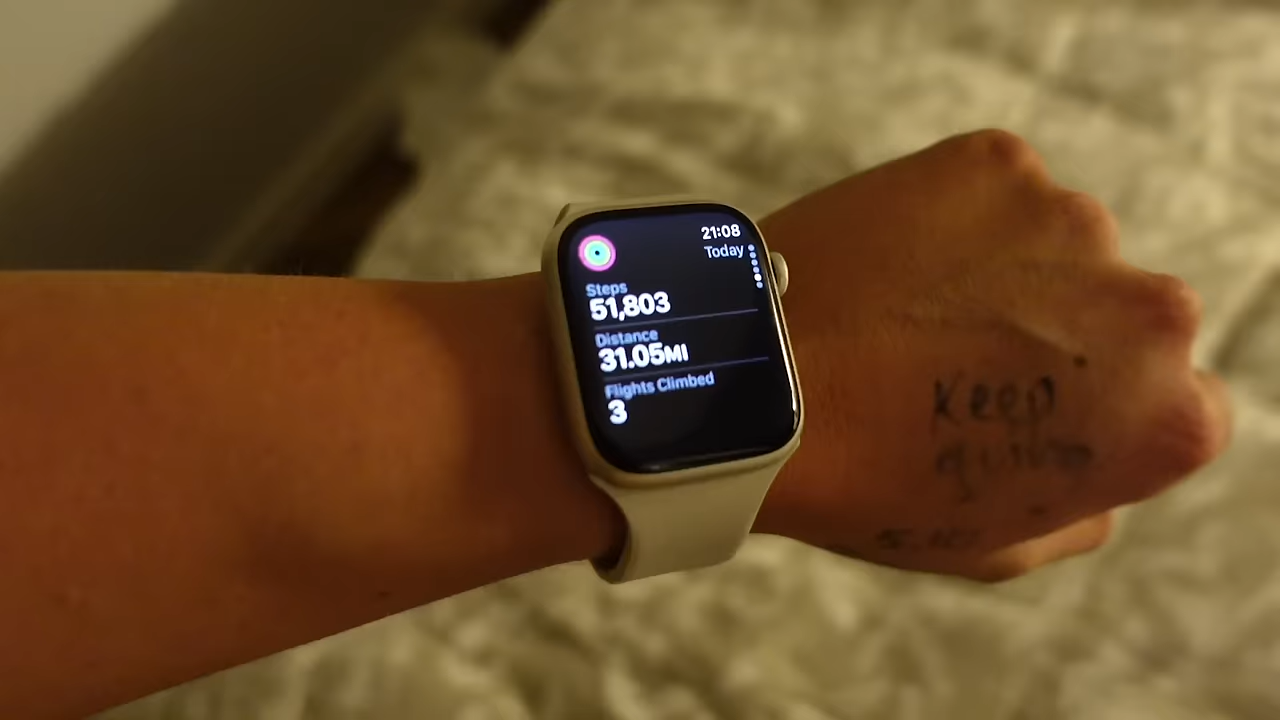 21:08
Today
Steps
51,803
Distance
31.05MI
Flights Climbed
3
Keep